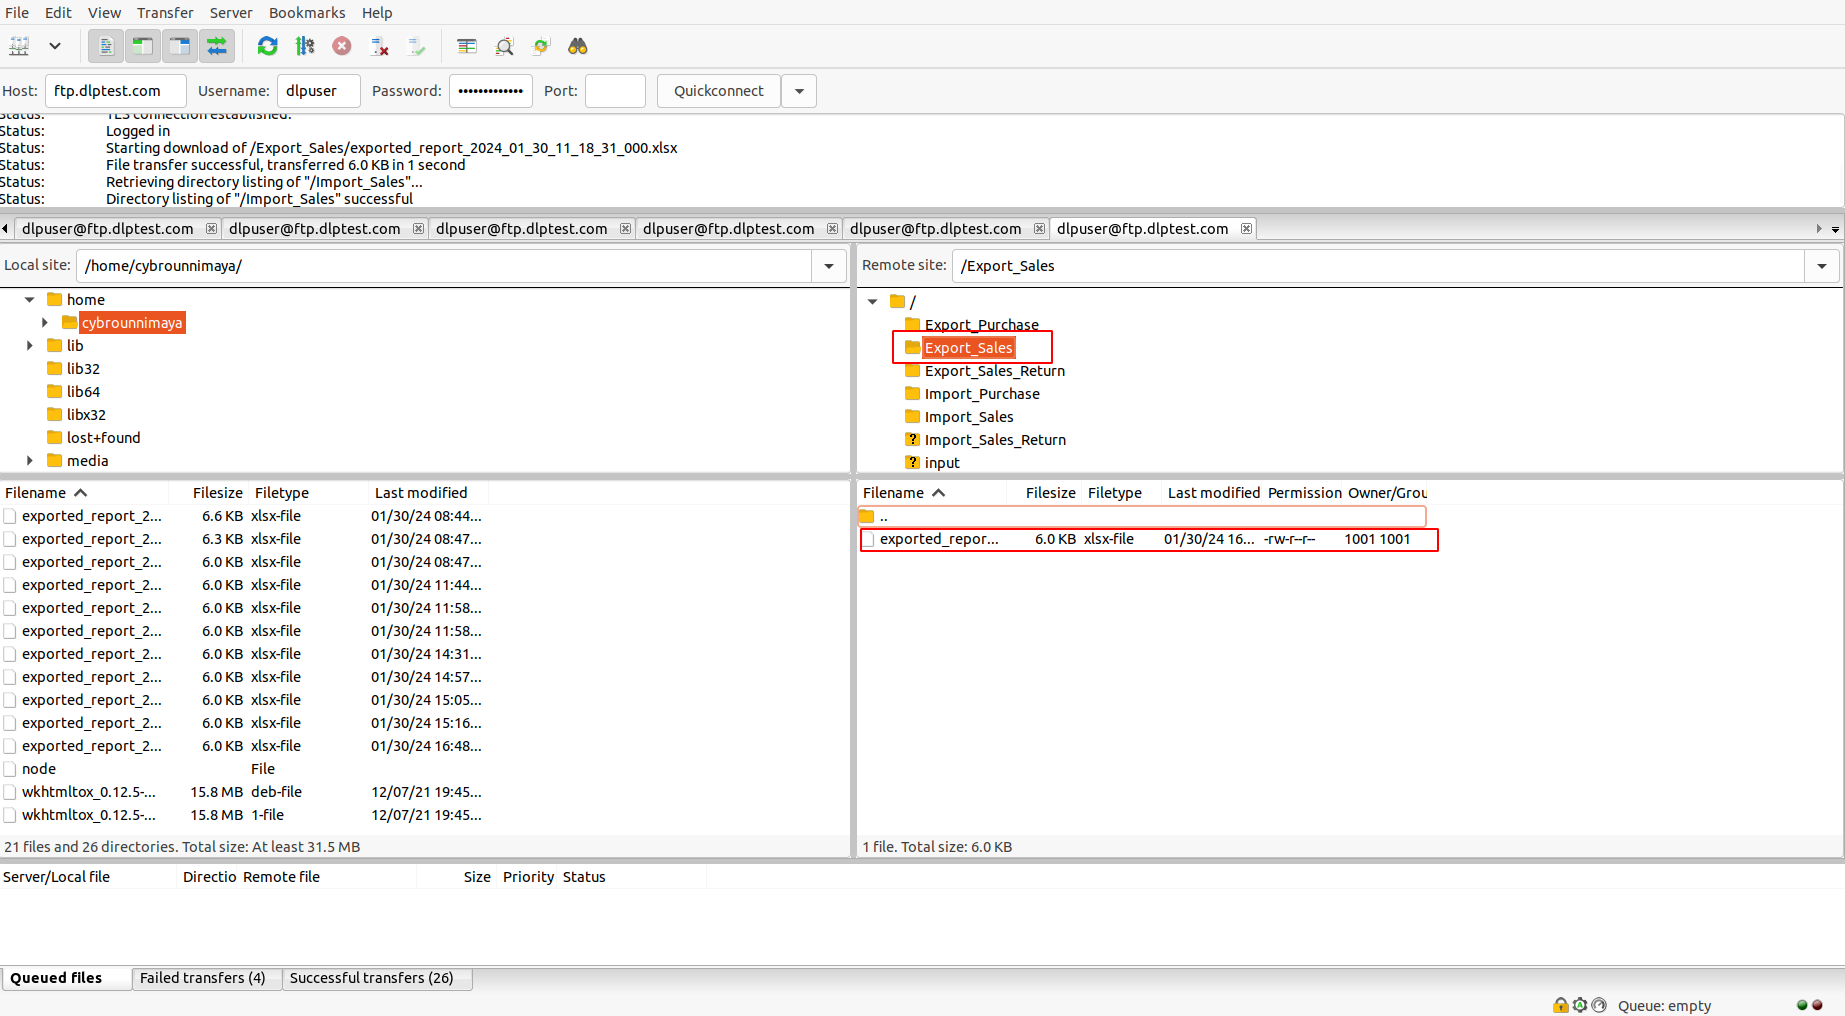 File Edit View Transfer Server Bookmarks Help
Host: ftp.dlptest.com Username: dlpuser Password: ••••••••••••• Port: Quickconnect
Status: TLS connection established.
Status: Logged in
Status: Starting download of /Export_Sales/exported_report_2024_01_30_11_18_31_000.xlsx
Status: File transfer successful, transferred 6.0 KB in 1 second
Status: Retrieving directory listing of "/Import_Sales"...
Status: Directory listing of "/Import_Sales" successful
dlpuser@ftp.dlptest.com dlpuser@ftp.dlptest.com dlpuser@ftp.dlptest.com dlpuser@ftp.dlptest.com dlpuser@ftp.dlptest.com dlpuser@ftp.dlptest.com
Local site: /home/cybrounnimaya/
home
cybrounnimaya
lib
lib32
lib64
libx32
lost+found
media
Filename Filesize Filetype Last modified
exported_report_2... 6.6 KB xlsx-file 01/30/24 08:44...
exported_report_2... 6.3 KB xlsx-file 01/30/24 08:47...
exported_report_2... 6.0 KB xlsx-file 01/30/24 08:47...
exported_report_2... 6.0 KB xlsx-file 01/30/24 11:44...
exported_report_2... 6.0 KB xlsx-file 01/30/24 11:58...
exported_report_2... 6.0 KB xlsx-file 01/30/24 11:58...
exported_report_2... 6.0 KB xlsx-file 01/30/24 14:31...
exported_report_2... 6.0 KB xlsx-file 01/30/24 14:57...
exported_report_2... 6.0 KB xlsx-file 01/30/24 15:05...
exported_report_2... 6.0 KB xlsx-file 01/30/24 15:16...
exported_report_2... 6.0 KB xlsx-file 01/30/24 16:48...
node File
wkhtmltox_0.12.5-... 15.8 MB deb-file 12/07/21 19:45...
wkhtmltox_0.12.5-... 15.8 MB 1-file 12/07/21 19:45...
21 files and 26 directories. Total size: At least 31.5 MB
Remote site: /Export_Sales
/
Export_Purchase
Export_Sales
Export_Sales_Return
Import_Purchase
Import_Sales
? Import_Sales_Return
? input
Filename Filesize Filetype Last modified Permission Owner/Grou
..
exported_repor... 6.0 KB xlsx-file 01/30/24 16... -rw-r--r-- 1001 1001
1 file. Total size: 6.0 KB
Server/Local file Directio Remote file Size Priority Status
Queued files Failed transfers (4) Successful transfers (26)
Queue: empty